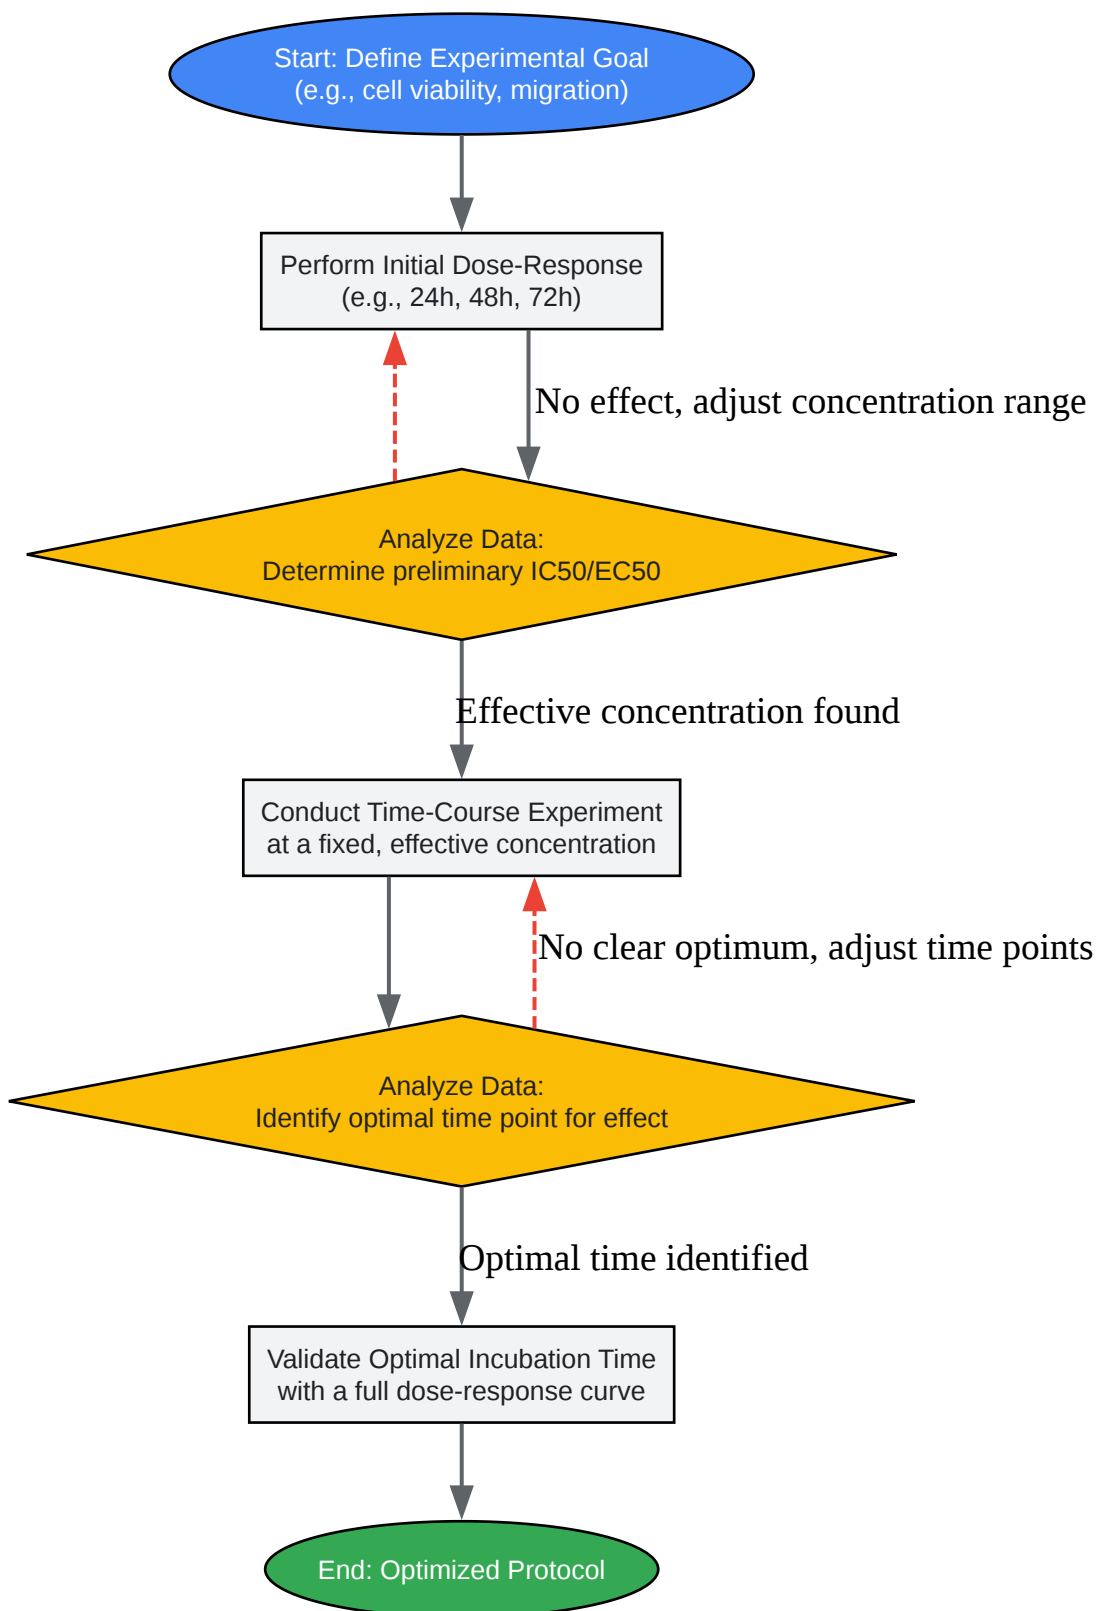 Start: Define Experimental Goal
(e.g., cell viability, migration)
Perform Initial Dose-Response
(e.g., 24h, 48h, 72h)
No effect, adjust concentration range
Analyze Data:
Determine preliminary IC50/EC50
Effective concentration found
Conduct Time-Course Experiment
at a fixed, effective concentration
No clear optimum, adjust time points
Analyze Data:
Identify optimal time point for effect
Optimal time identified
Validate Optimal Incubation Time
with a full dose-response curve
End: Optimized Protocol